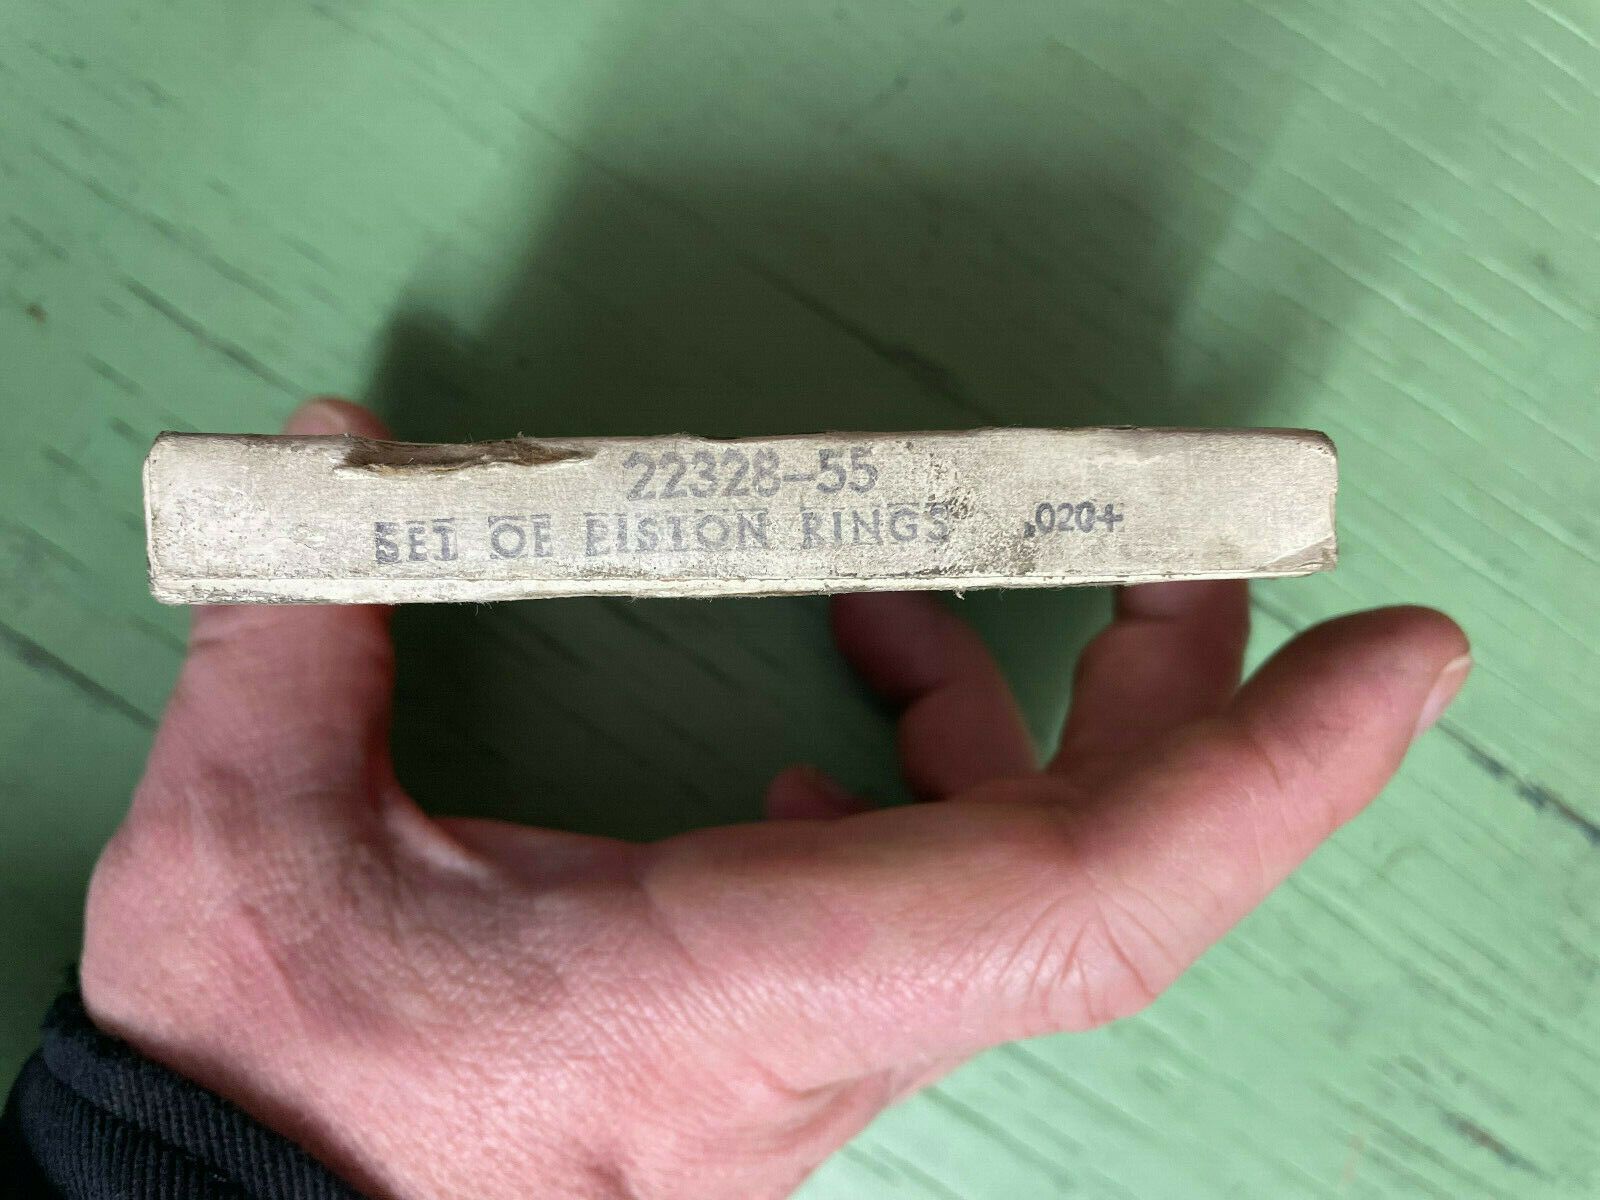 22328-55
SET OF PISTON RINGS .020+